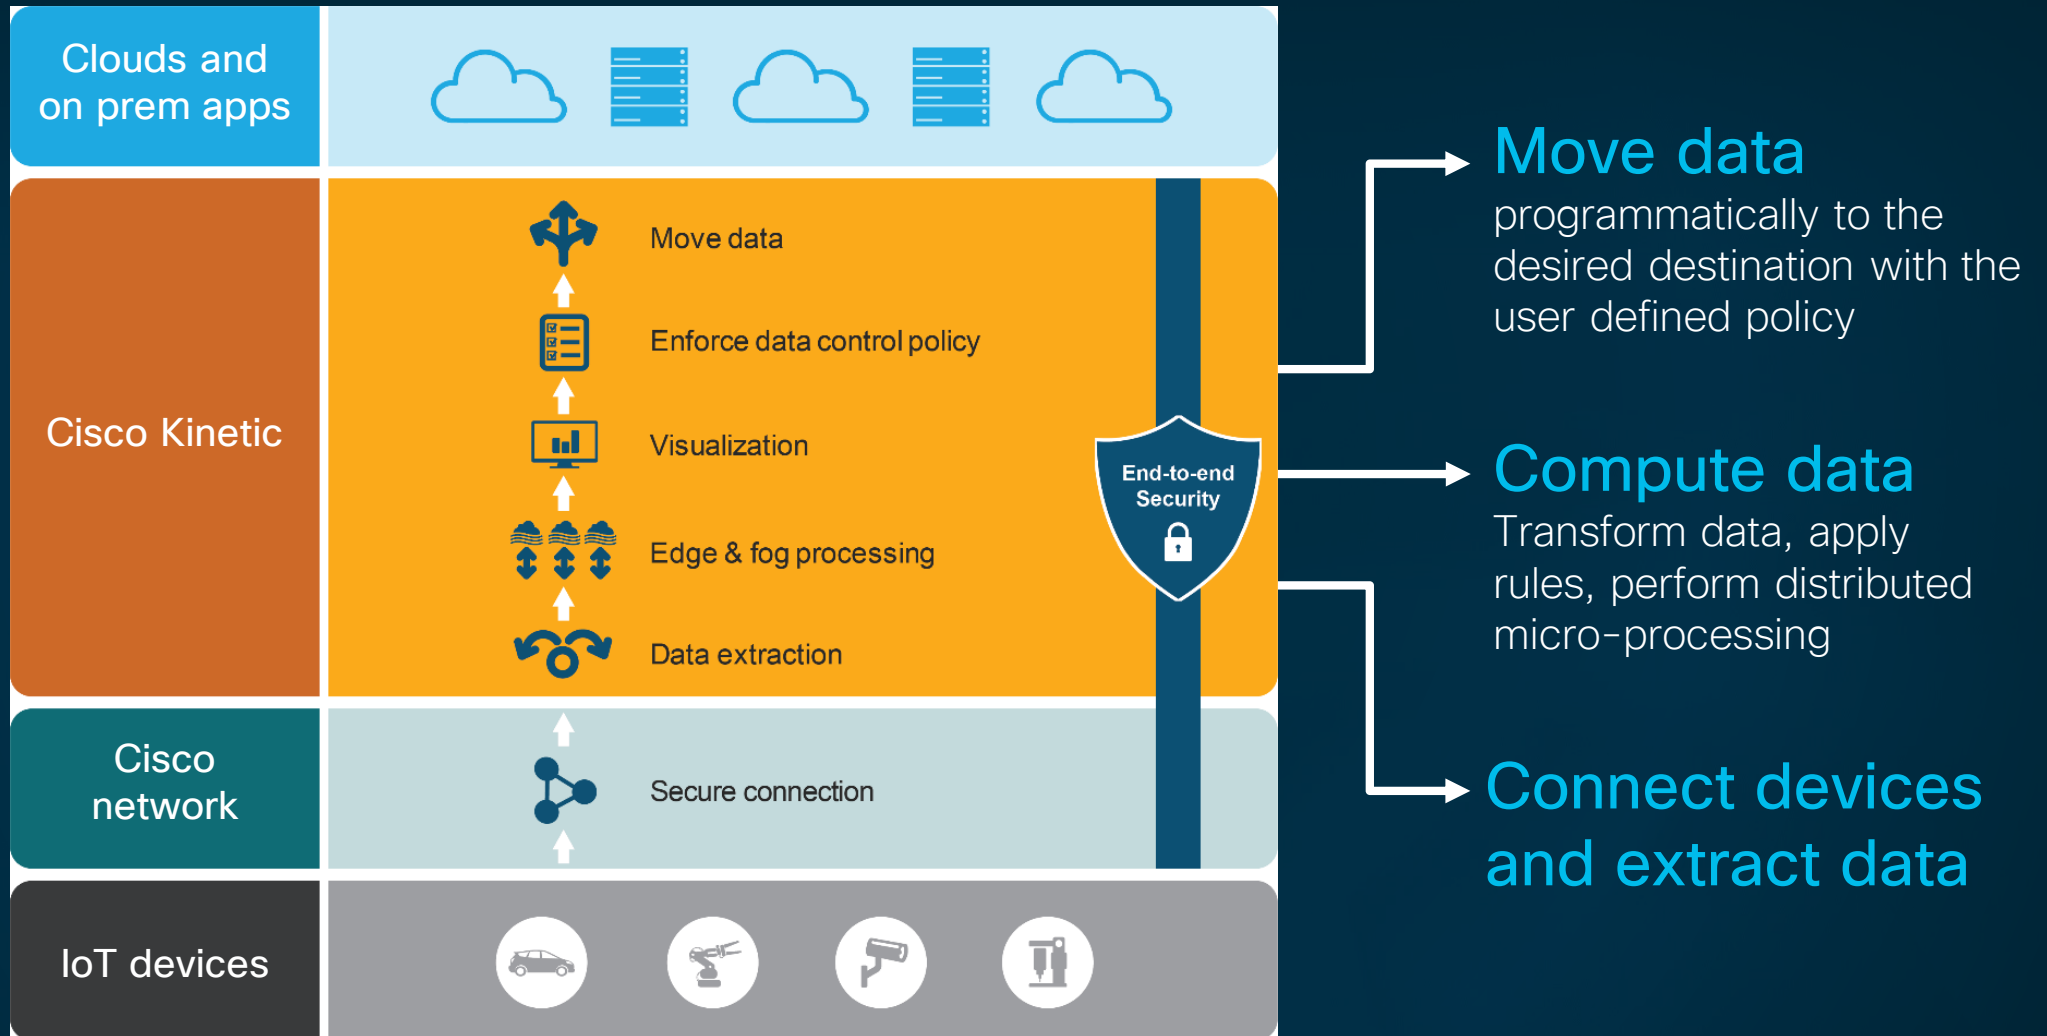 Clouds and
on prem apps
Move data
Enforce data control policy
Cisco Kinetic
Visualization
Edge & fog processing
Data extraction
End-to-end
Security
Cisco
network
Secure connection
IoT devices
Move data
programmatically to the
desired destination with the
user defined policy
Compute data
Transform data, apply
rules, perform distributed
micro-processing
Connect devices
and extract data